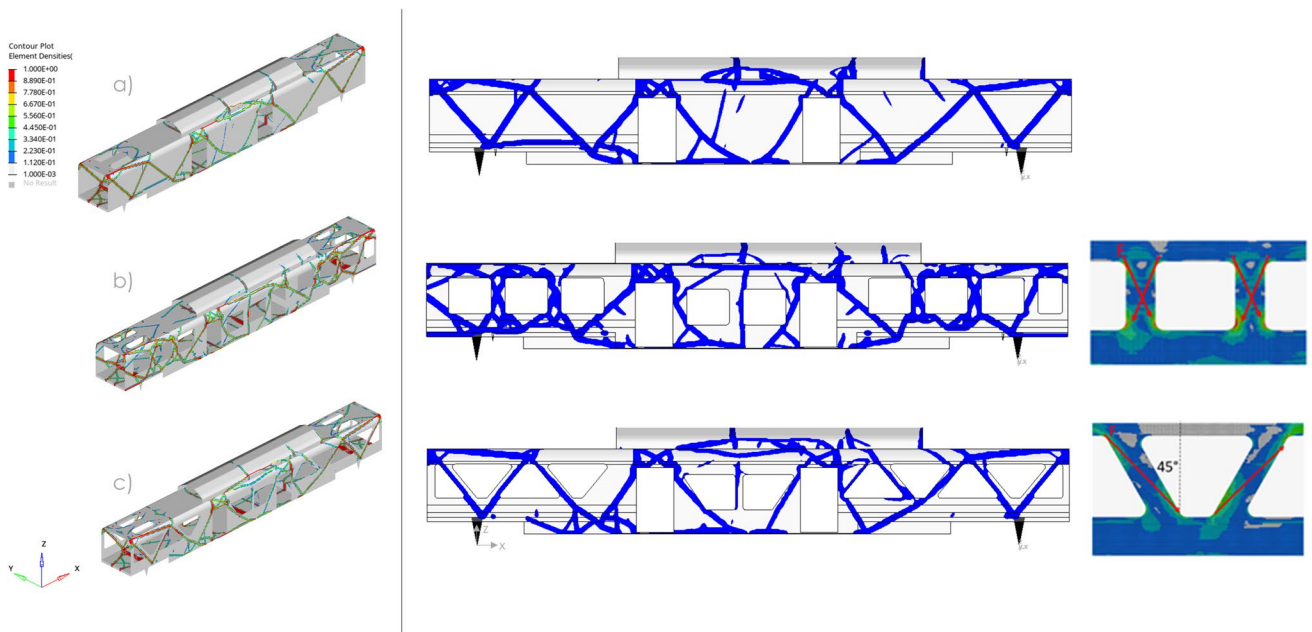 Contour Plot
Element Densities(
1.000E+00
8.890E-01
7.780E-01
6.670E-01
5.560E-01
4.450E-01
3.340E-01
2.230E-01
1.120E-01
1.000E-03
No Result
a)
b)
c)
Z
Y
X
y,x
y,x
Z
X
y,x
F
F
45°